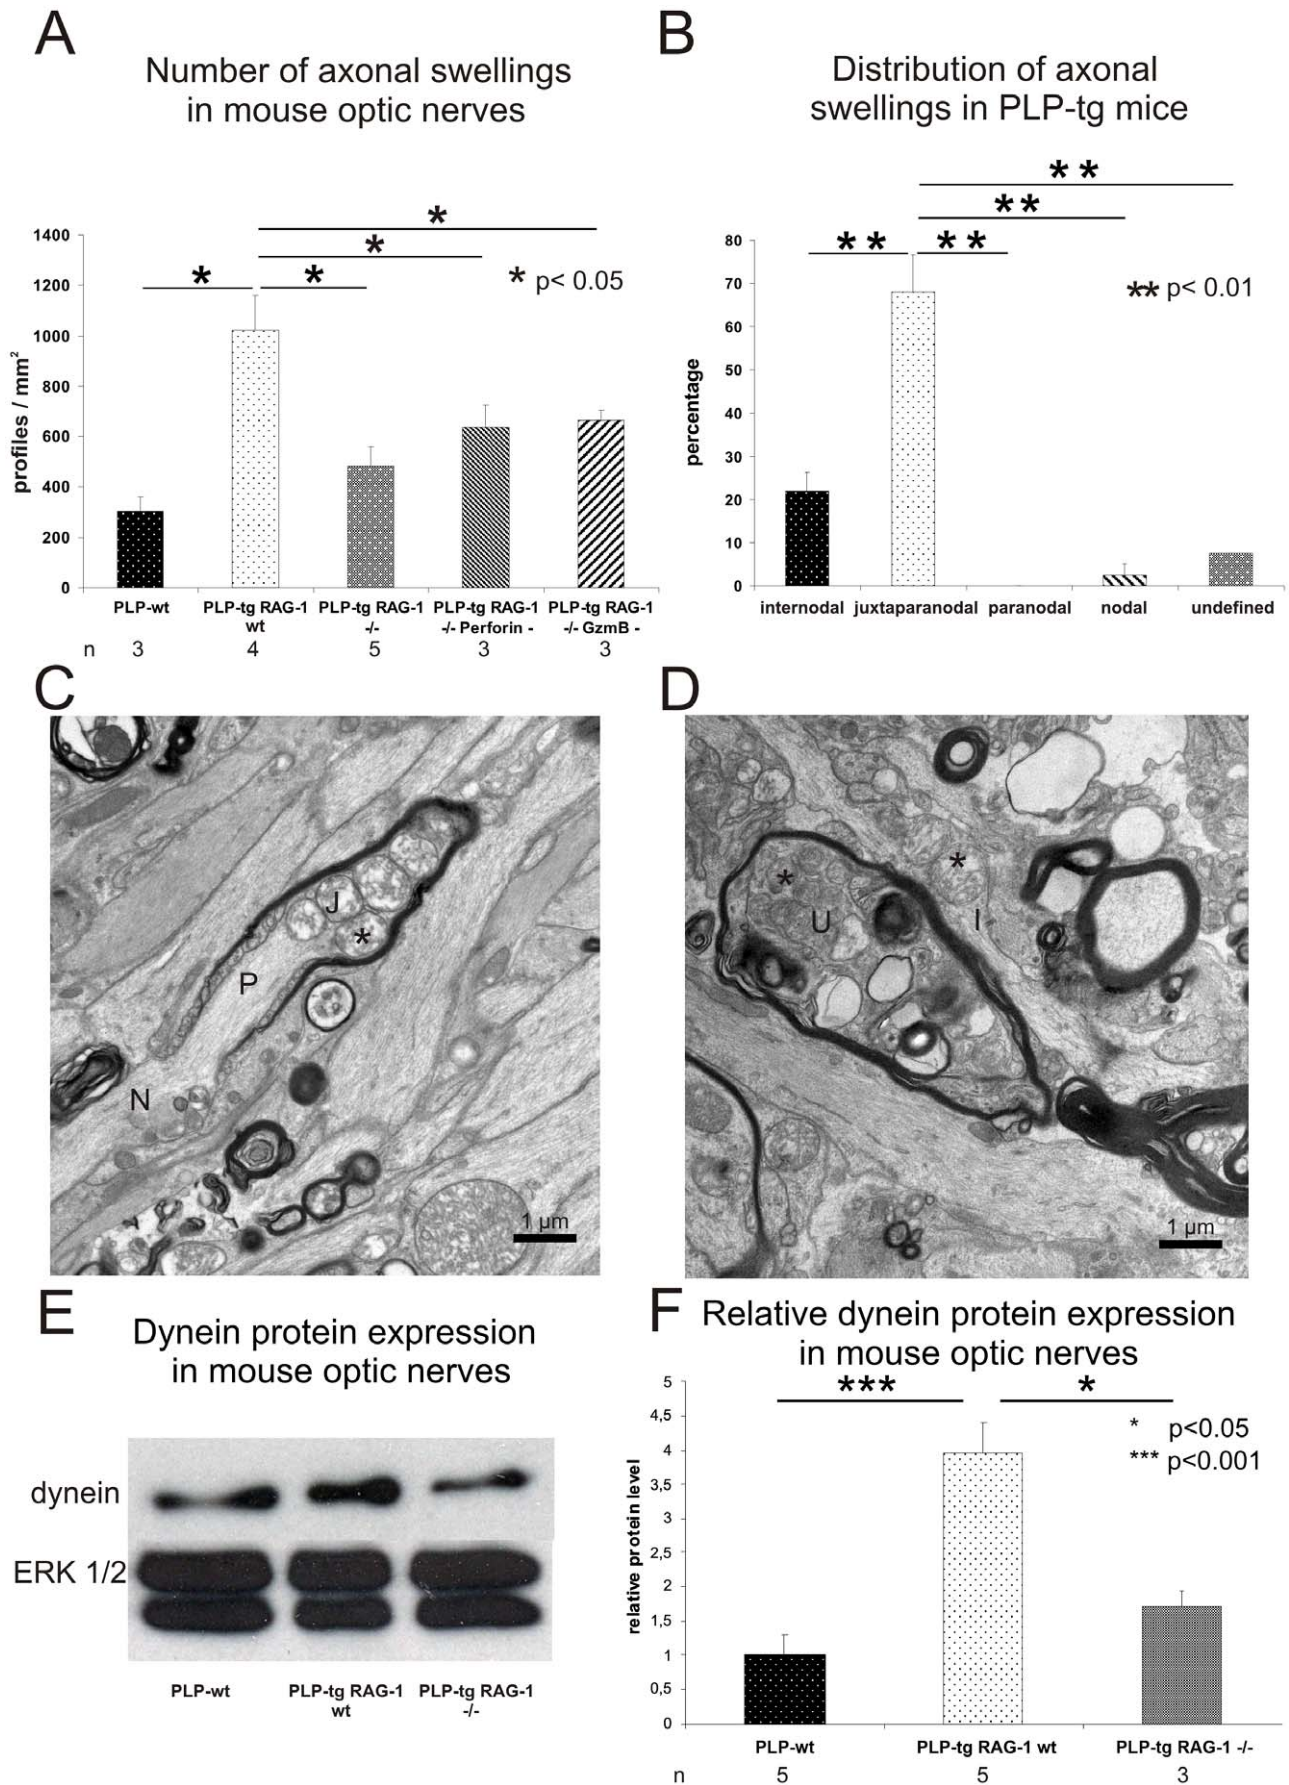 A
Number of axonal swellings
in mouse optic nerves
*
*
* *
* p< 0.05
profiles / mm²
1400
1200
1000
800
600
400
200
0
PLP-wt PLP-tg RAG-1 PLP-tg RAG-1 PLP-tg RAG-1 PLP-tg RAG-1
wt -/- -/- Perforin - -/- GzmB -
n 3 4 5 3 3
B
Distribution of axonal
swellings in PLP-tg mice
**
**
** **
** p< 0.01
percentage
80
70
60
50
40
30
20
10
0
internodal juxtaparanodal paranodal nodal undefined
C
J
*
P
N
1 µm
D
*
*
U
I
1 µm
E
Dynein protein expression
in mouse optic nerves
dynein
ERK 1/2
PLP-wt PLP-tg RAG-1 PLP-tg RAG-1
wt -/-
F
Relative dynein protein expression
in mouse optic nerves
*** *
* p<0.05
*** p<0.001
relative protein level
5
4,5
4
3,5
3
2,5
2
1,5
1
0,5
0
PLP-wt PLP-tg RAG-1 wt PLP-tg RAG-1 -/-
n 5 5 3